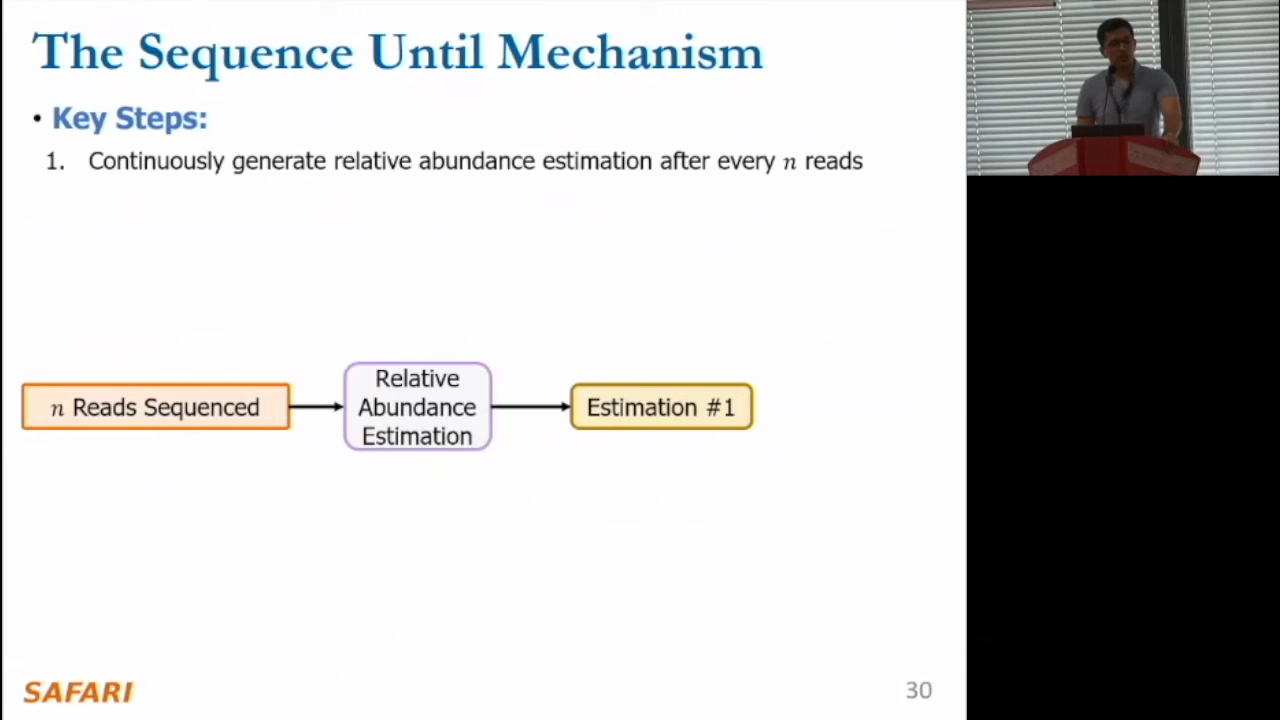 The Sequence Until Mechanism
• Key Steps:
1. Continuously generate relative abundance estimation after every n reads
n Reads Sequenced
Relative
Abundance
Estimation
Estimation #1
SAFARI
30